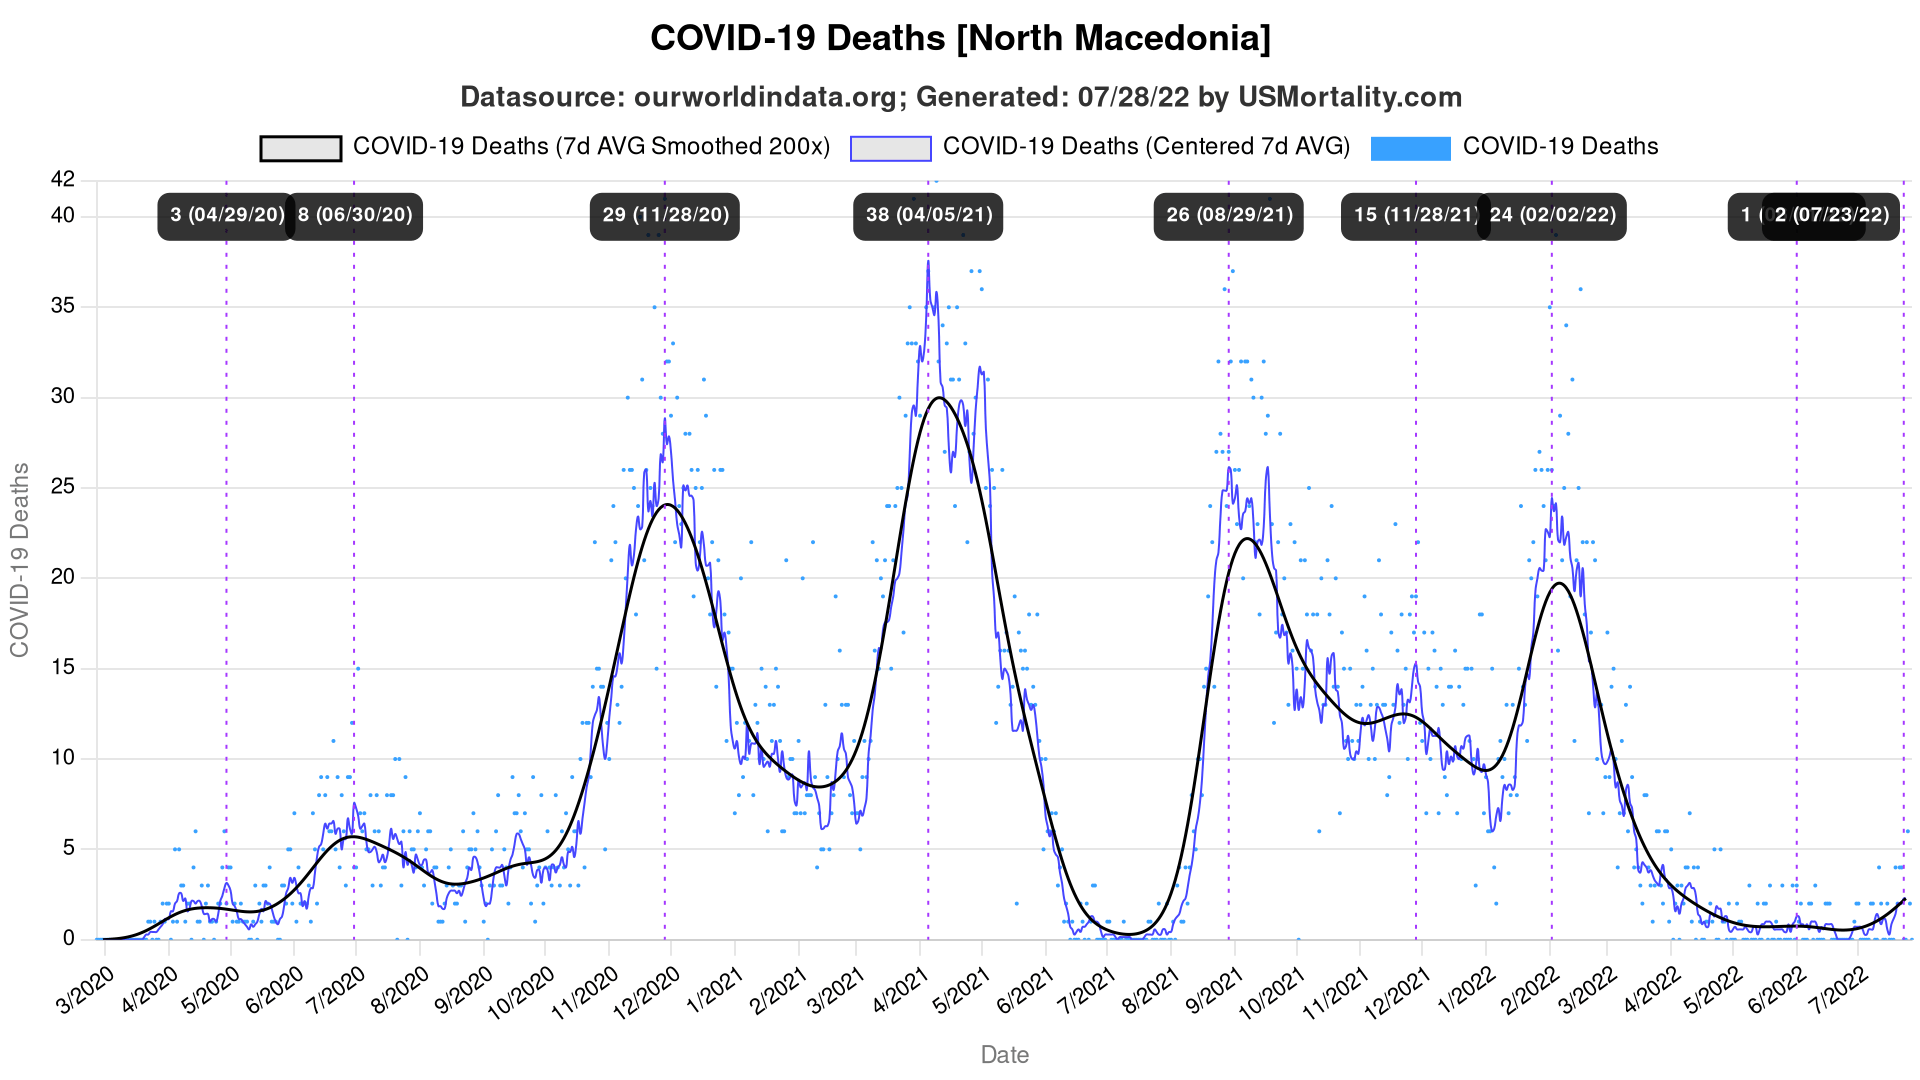 COVID-19 Deaths [North Macedonia]
Datasource: ourworldindata.org; Generated: 07/28/22 by USMortality.com
COVID-19 Deaths (7d AVG Smoothed 200x) COVID-19 Deaths (Centered 7d AVG) COVID-19 Deaths
3 (04/29/20) 8 (06/30/20) 29 (11/28/20) 38 (04/05/21) 26 (08/29/21) 15 (11/28/21) 24 (02/02/22) 1 2 (07/23/22)
42
40
35
30
25
20
15
10
5
0
COVID-19 Deaths
3/2020 4/2020 5/2020 6/2020 7/2020 8/2020 9/2020 10/2020 11/2020 12/2020 1/2021 2/2021 3/2021 4/2021 5/2021 6/2021 7/2021 8/2021 9/2021 10/2021 11/2021 12/2021 1/2022 2/2022 3/2022 4/2022 5/2022 6/2022 7/2022
Date